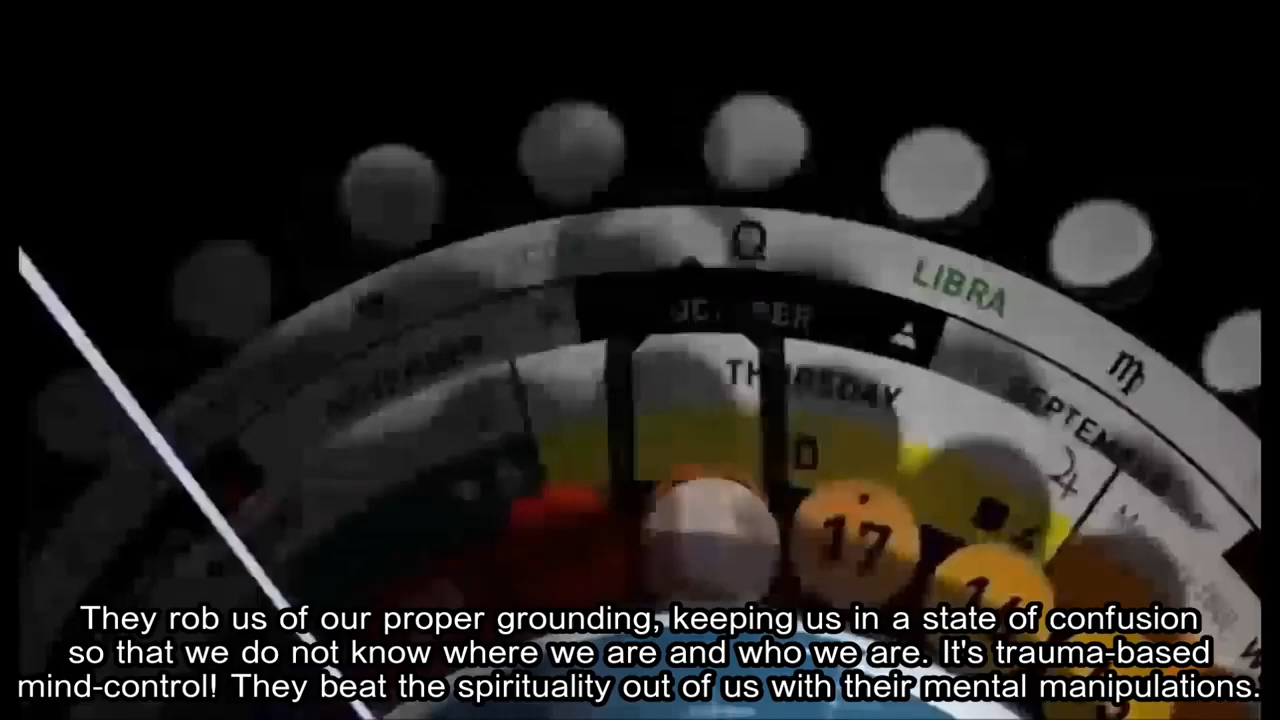 Ω
LIBRA
♍
THURSDAY
SEPTEMBER
♃
17
They rob us of our proper grounding, keeping us in a state of confusion
so that we do not know where we are and who we are. It's trauma-based
mind-control! They beat the spirituality out of us with their mental manipulations.